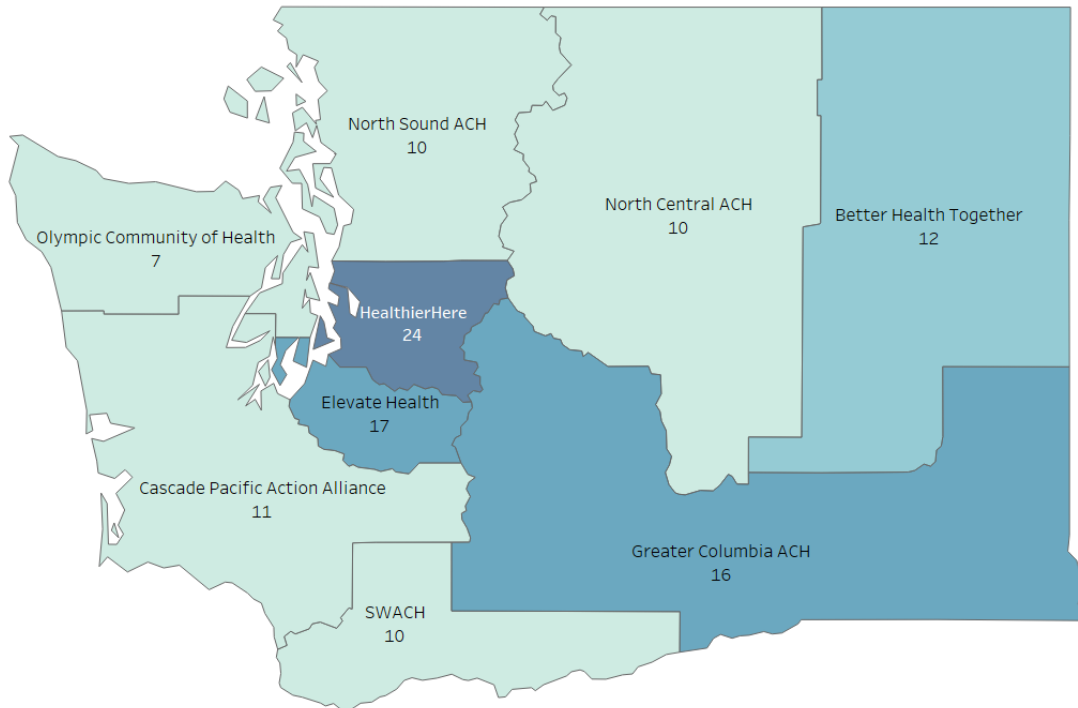 North Sound ACH
10
North Central ACH
10
Better Health Together
12
Olympic Community of Health
7
HealthierHere
24
Elevate Health
17
Cascade Pacific Action Alliance
11
Greater Columbia ACH
16
SWACH
10